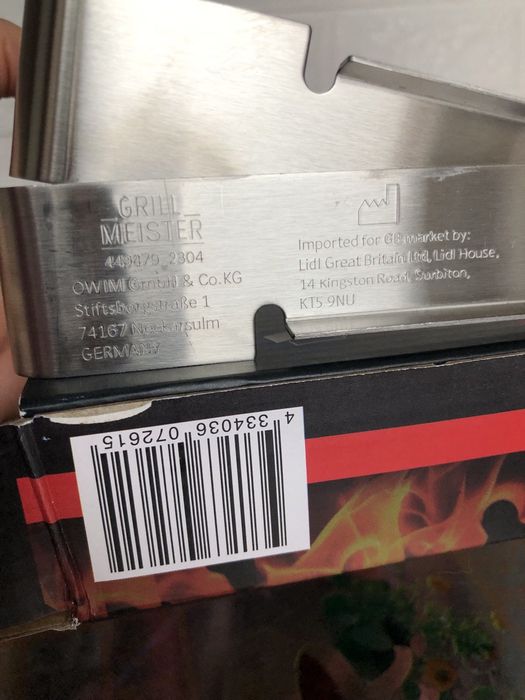 GRILL
MEISTER
449479_2304
OWIM GmbH & Co.KG
Stiftsbergstraße 1
74167 Neckarsulm
GERMANY
Imported for GB market by:
Lidl Great Britain Ltd, Lidl House,
14 Kingston Road, Surbiton,
KT5 9NU
4 334036 072615